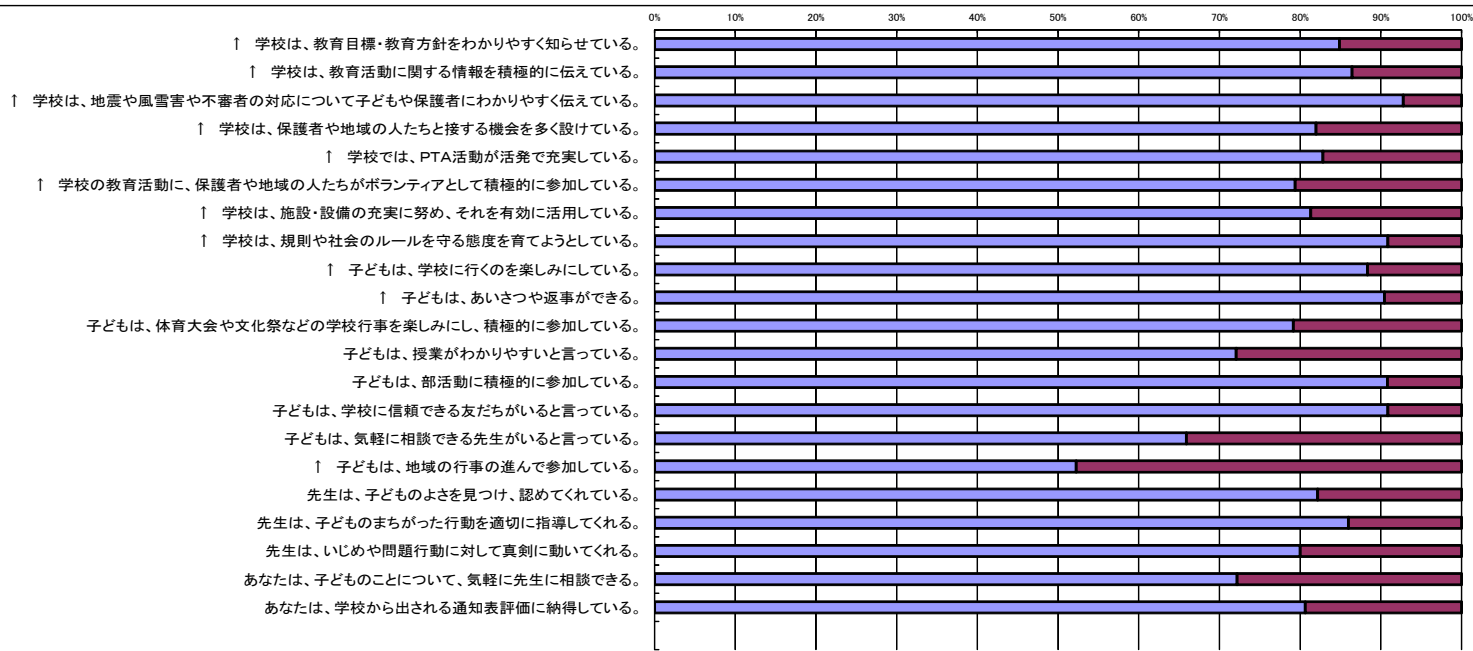 0% 10% 20% 30% 40% 50% 60% 70% 80% 90% 100%
↑ 学校は、教育目標・教育方針をわかりやすく知らせている。
↑ 学校は、教育活動に関する情報を積極的に伝えている。
↑ 学校は、地震や風雪害や不審者の対応について子どもや保護者にわかりやすく伝えている。
↑ 学校は、保護者や地域の人たちと接する機会を多く設けている。
↑ 学校では、PTA活動が活発で充実している。
↑ 学校の教育活動に、保護者や地域の人たちがボランティアとして積極的に参加している。
↑ 学校は、施設・設備の充実に努め、それを有効に活用している。
↑ 学校は、規則や社会のルールを守る態度を育てようとしている。
↑ 子どもは、学校に行くのを楽しみにしている。
↑ 子どもは、あいさつや返事ができる。
子どもは、体育大会や文化祭などの学校行事を楽しみにし、積極的に参加している。
子どもは、授業がわかりやすいと言っている。
子どもは、部活動に積極的に参加している。
子どもは、学校に信頼できる友だちがいると言っている。
子どもは、気軽に相談できる先生がいると言っている。
↑ 子どもは、地域の行事の進んで参加している。
先生は、子どものよさを見つけ、認めてくれている。
先生は、子どものまちがった行動を適切に指導してくれる。
先生は、いじめや問題行動に対して真剣に動いてくれる。
あなたは、子どものことについて、気軽に先生に相談できる。
あなたは、学校から出される通知表評価に納得している。